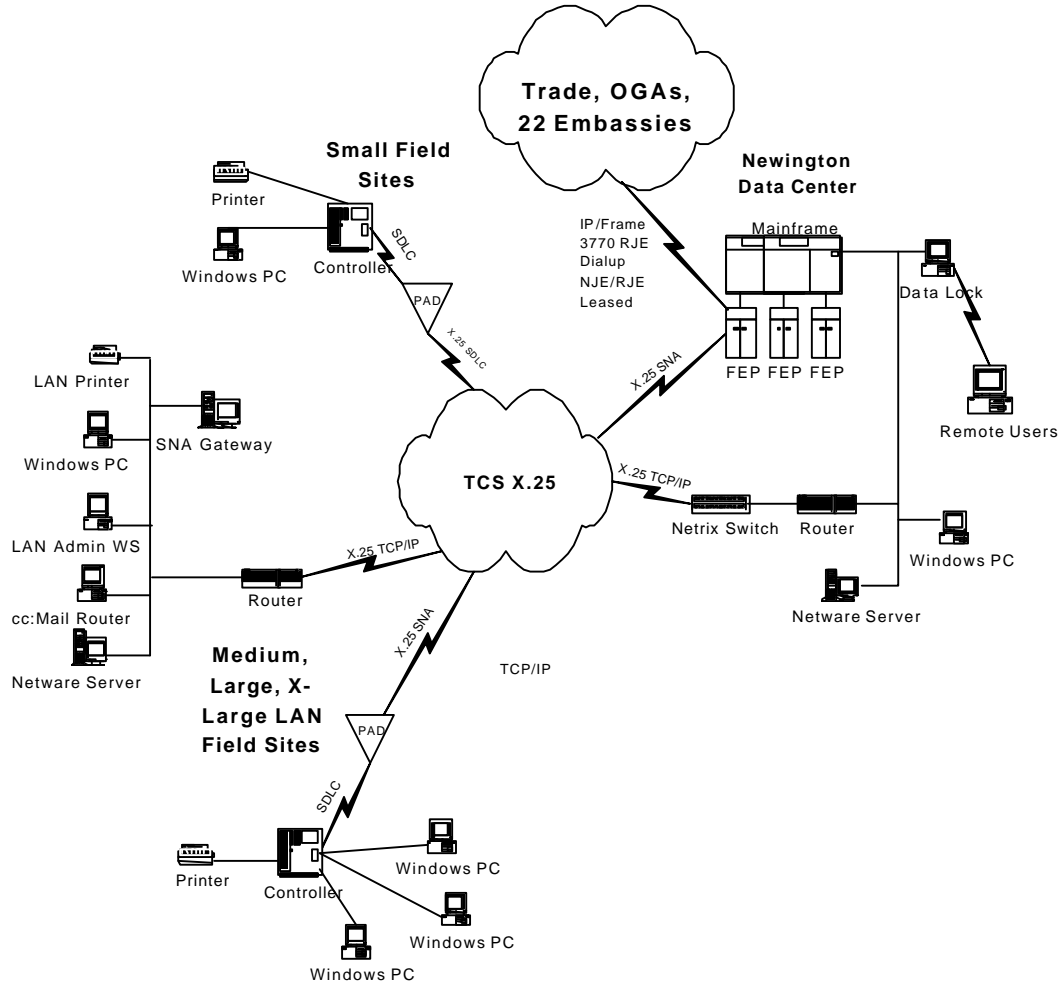 Trade, OGAs,
22 Embassies
Small Field
Sites
Newington
Data Center
Printer
Windows PC
Controller
SDLC
PAD
X.25 SDLC
IP/Frame
3770 RJE
Dialup
NJE/RJE
Leased
Mainframe
Data Lock
FEP
FEP
FEP
X.25 SNA
Remote Users
LAN Printer
SNA Gateway
Windows PC
LAN Admin WS
cc:Mail Router
Netware Server
TCS X.25
X.25 TCP/IP
Netrix Switch
Router
Windows PC
Netware Server
X.25 TCP/IP
Router
X.25 SNA
TCP/IP
Medium,
Large, X-
Large LAN
Field Sites
PAD
SDLC
Printer
Controller
Windows PC
Windows PC
Windows PC